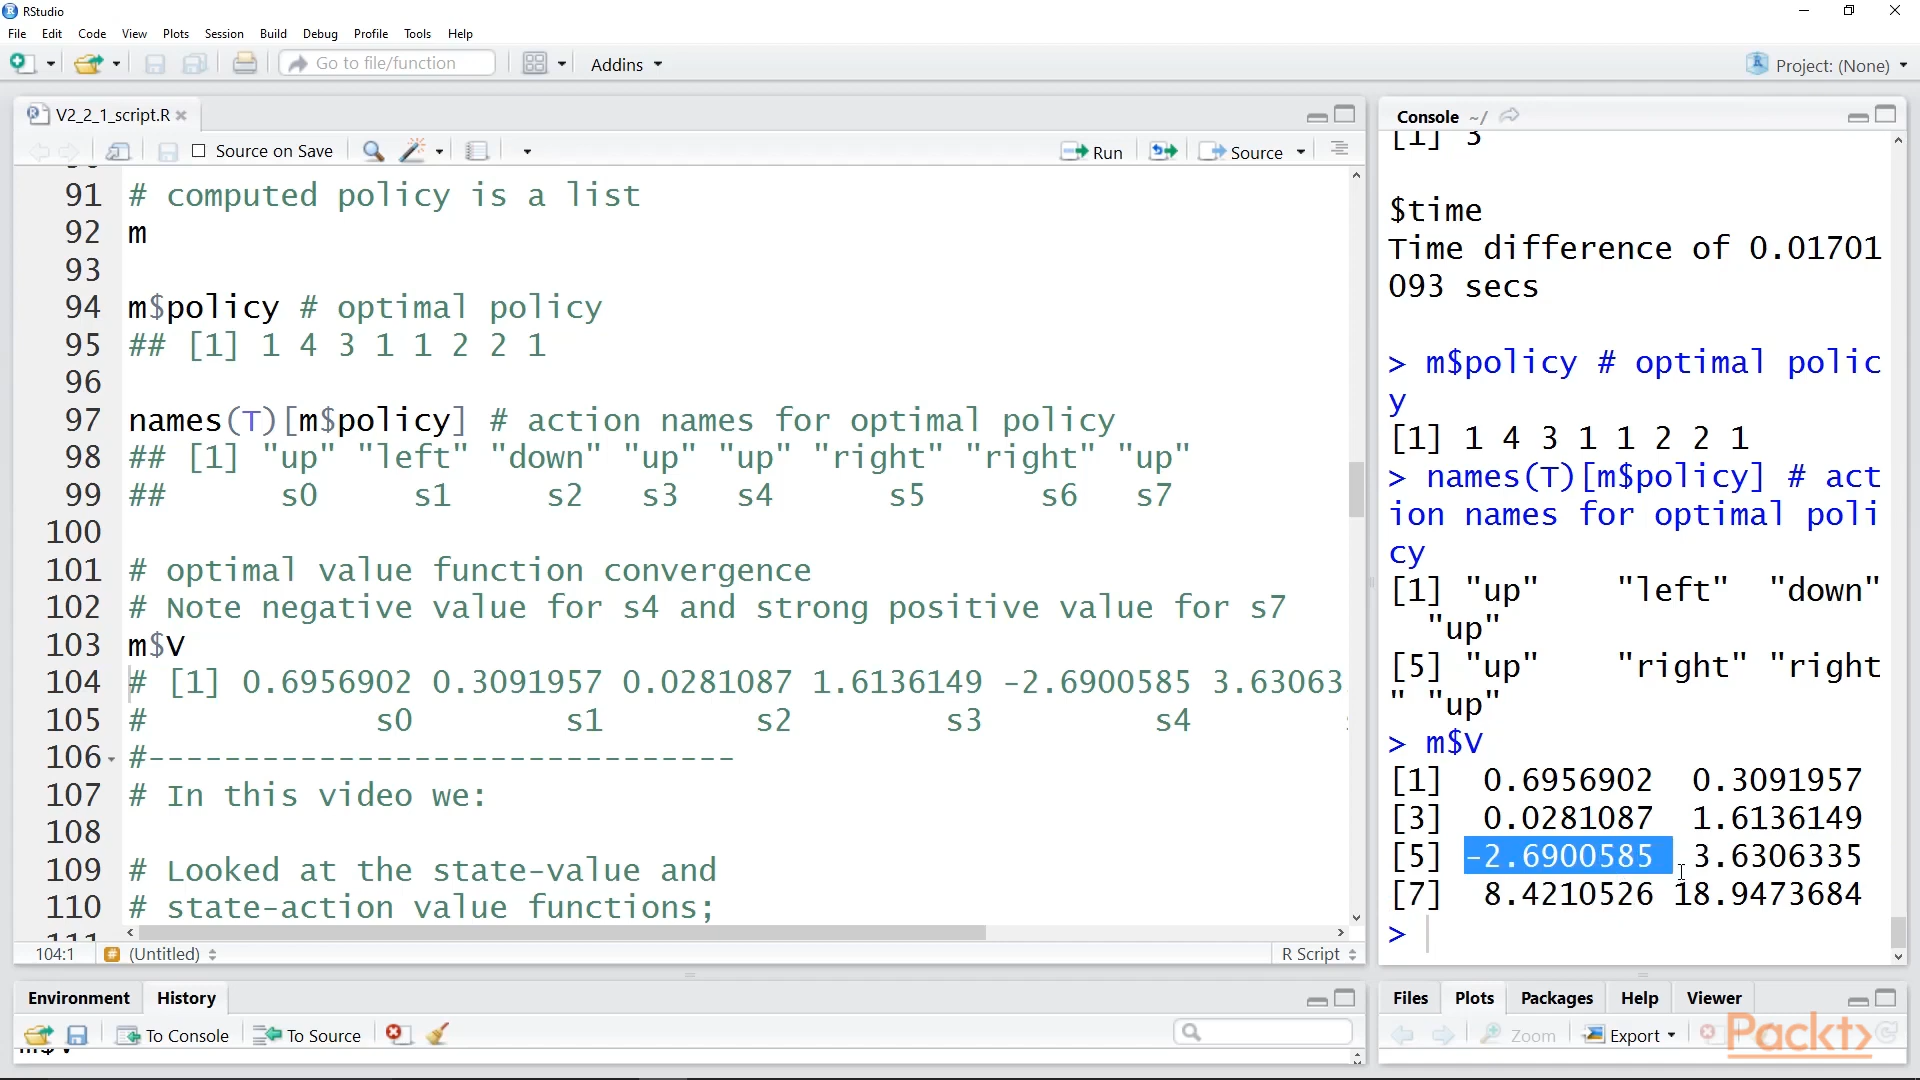 RStudio
File Edit Code View Plots Session Build Debug Profile Tools Help
Go to file/function Addins Project: (None)
V2_2_1_script.R
Source on Save Run Source
91 # computed policy is a list
92 m
93
94 m$policy # optimal policy
95 ## [1] 1 4 3 1 1 2 2 1
96
97 names(T)[m$policy] # action names for optimal policy
98 ## [1] "up" "left" "down" "up" "up" "right" "right" "up"
99 ## s0 s1 s2 s3 s4 s5 s6 s7
100
101 # optimal value function convergence
102 # Note negative value for s4 and strong positive value for s7
103 m$V
104 # [1] 0.6956902 0.3091957 0.0281087 1.6136149 -2.6900585 3.63063
105 # s0 s1 s2 s3 s4
106 #-------------------------------
107 # In this video we:
108
109 # Looked at the state-value and
110 # state-action value functions;
111
104:1 (Untitled) R Script
Console ~/
[1] 3
$time
Time difference of 0.01701
093 secs
> m$policy # optimal polic
y
[1] 1 4 3 1 1 2 2 1
> names(T)[m$policy] # act
ion names for optimal poli
cy
[1] "up" "left" "down"
"up"
[5] "up" "right" "right
" "up"
> m$V
[1] 0.6956902 0.3091957
[3] 0.0281087 1.6136149
[5] -2.6900585 3.6306335
[7] 8.4210526 18.9473684
>
Environment History
To Console To Source
m$V
Files Plots Packages Help Viewer
Zoom Export
Packt>